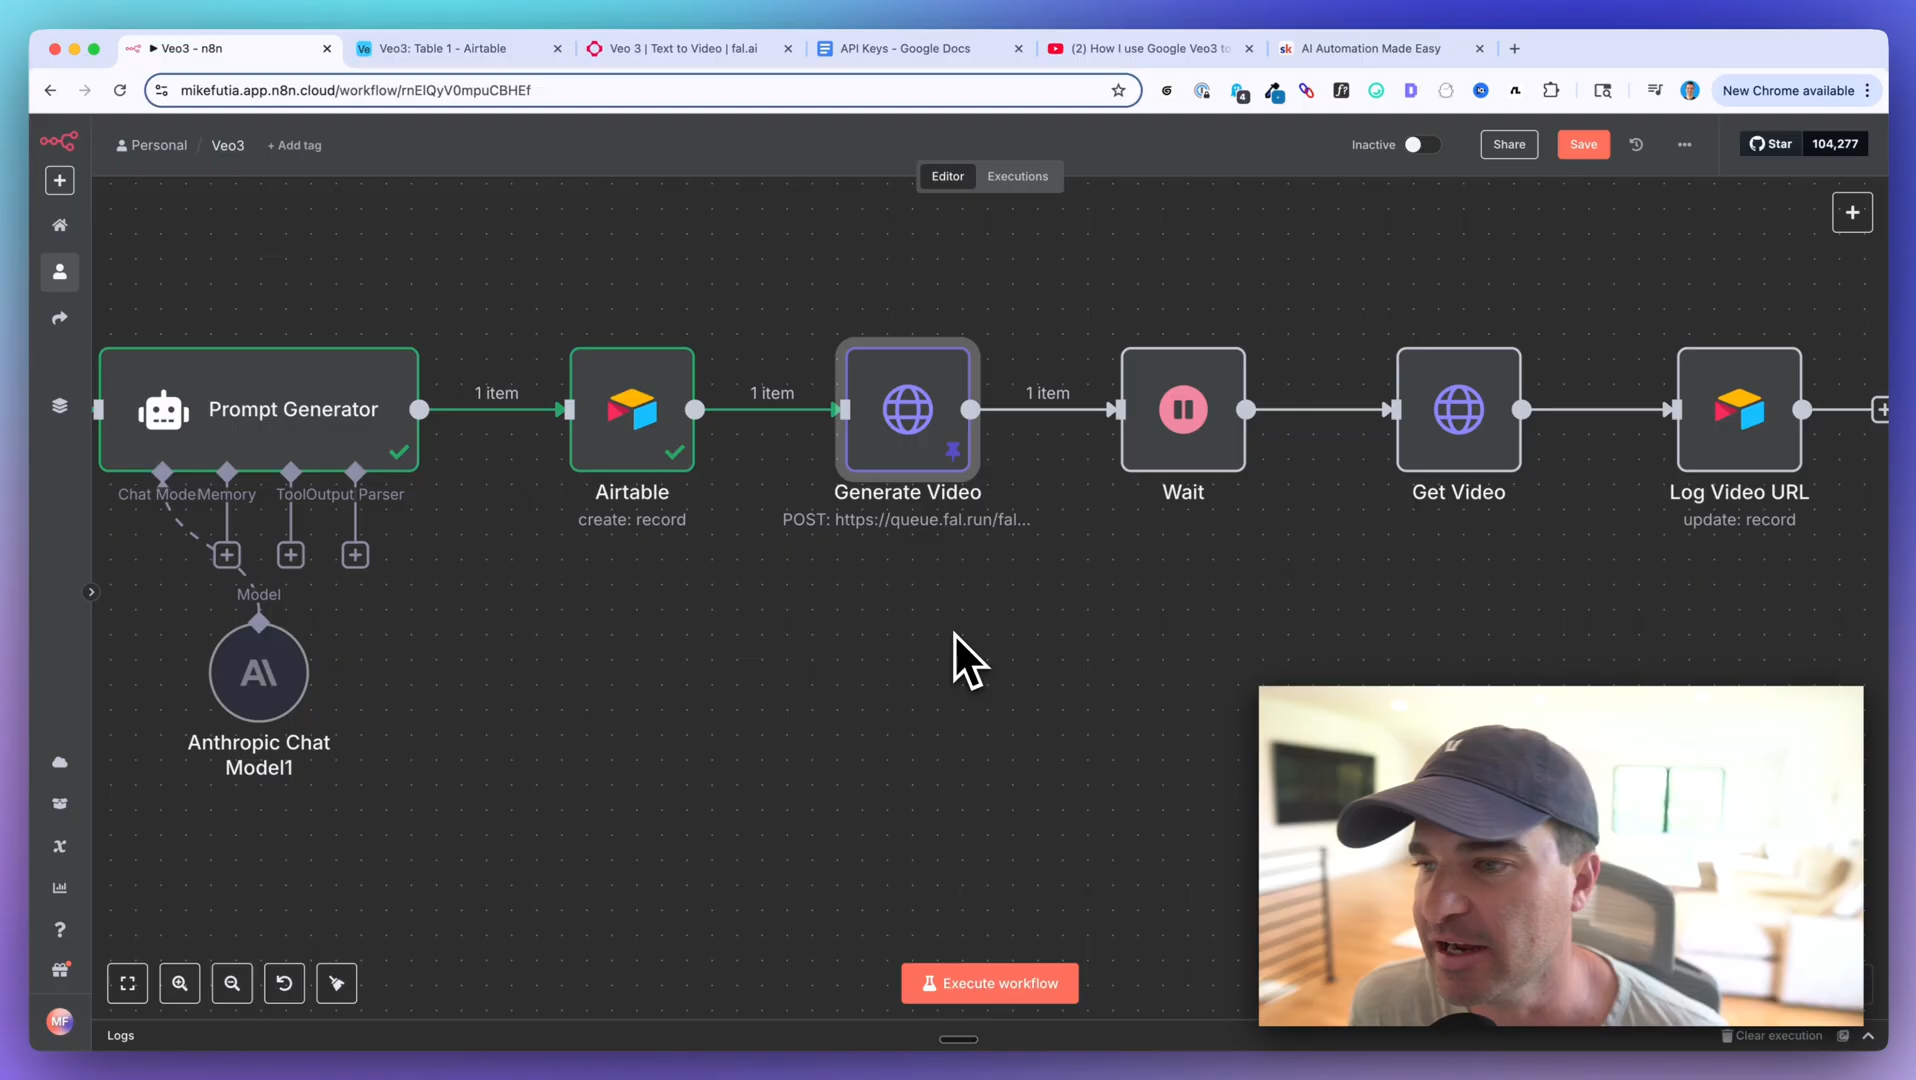 Veo3 - n8n
Veo3: Table 1 - Airtable
Veo 3 | Text to Video | fal.ai
API Keys - Google Docs
(2) How I use Google Veo3 to
AI Automation Made Easy
mikefutia.app.n8n.cloud/workflow/rnElQyV0mpuCBHEf
New Chrome available
Personal / Veo3 + Add tag
Inactive
Share
Save
Star
104,277
Editor
Executions
1 item
1 item
1 item
Prompt Generator
Chat Mode
Memory
Tool
Output Parser
Airtable
create: record
Generate Video
POST: https://queue.fal.run/fal...
Wait
Get Video
Log Video URL
update: record
Model
Anthropic Chat
Model1
Execute workflow
MF
Logs
Clear execution